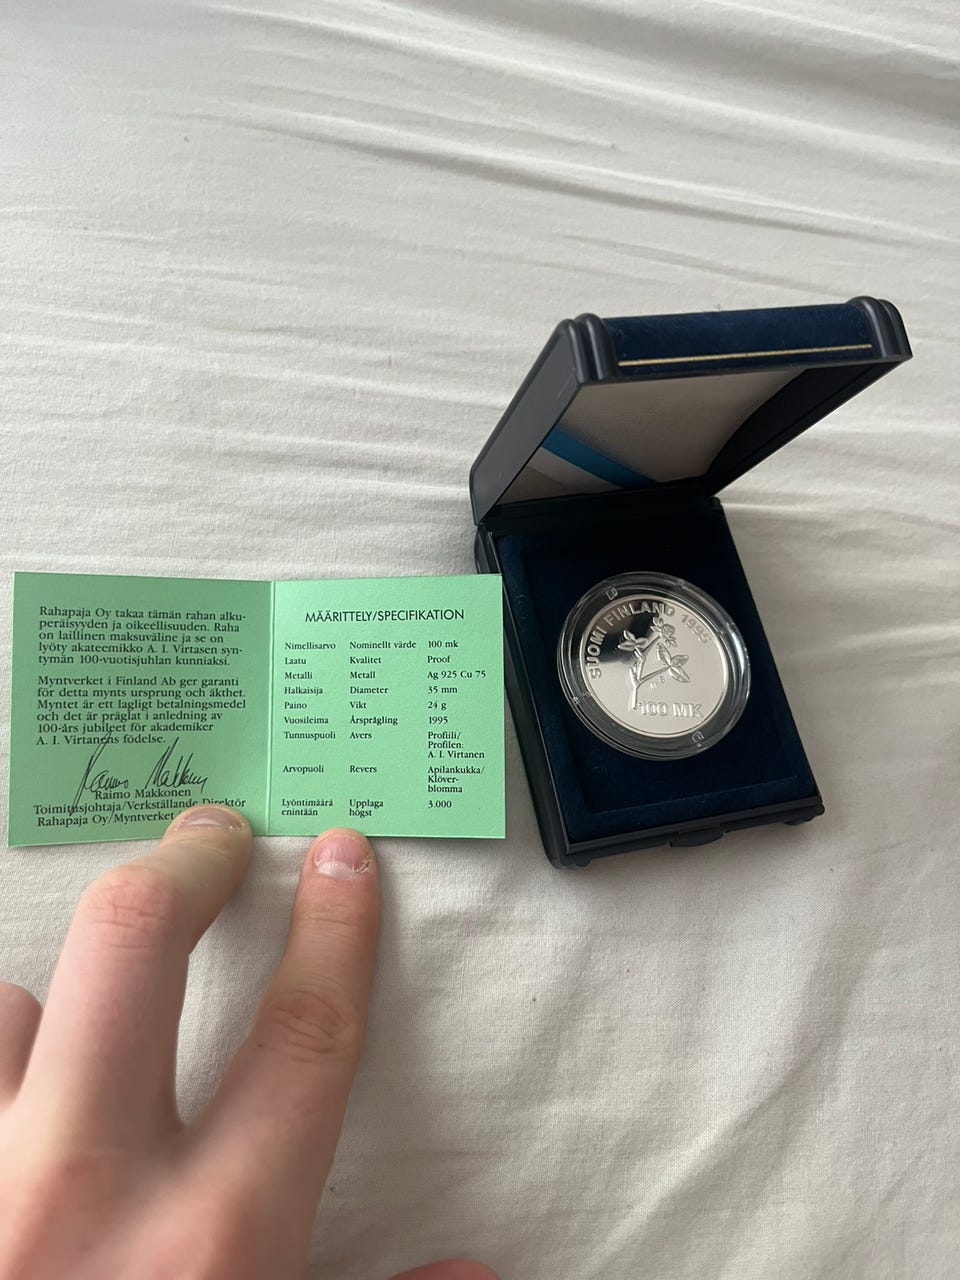 Rahapaja Oy takaa tämän rahan alku-
peräisyyden ja oikeellisuuden. Raha
on laillinen maksuväline ja se on
lyöty akateemikko A. I. Virtasen syn-
tymän 100-vuotisjuhlan kunniaksi.
Myntverket i Finland Ab ger garanti
för detta mynts ursprung och äkthet.
Myntet är ett lagligt betalningsmedel
och det är präglat i anledning av
100-års jubileet för akademiker
A. I. Virtanens födelse.
Raimo Makkonen
Raimo Makkonen
Toimitusjohtaja/Verkställande Direktör
Rahapaja Oy/Myntverket
MÄÄRITTELY/SPECIFIKATION
Nimellisarvo Nominellt värde 100 mk
Laatu Kvalitet Proof
Metalli Metall Ag 925 Cu 75
Halkaisija Diameter 35 mm
Paino Vikt 24 g
Vuosileima Årsprågling 1995
Tunnuspuoli Avers Profiili/
Profilen:
A. I. Virtanen
Arvopuoli Revers Apilankukka/
Klöver-
blomma
Lyöntimäärä Upplaga 3.000
enintään högst
SUOMI FINLAND 1995
M B
100 MK